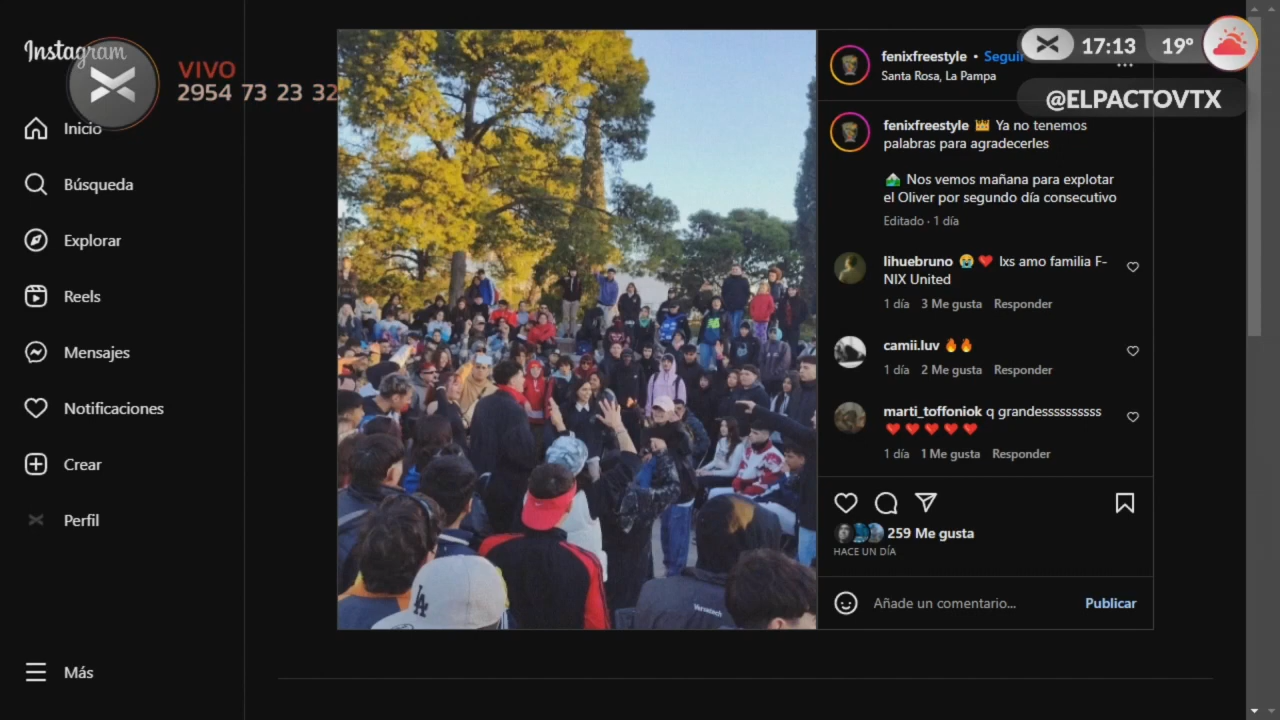 Instagram
VIVO
2954 73 23 32
Inicio
Búsqueda
Explorar
Reels
Mensajes
Notificaciones
Crear
Perfil
Más
LA
Versatech
fenixfreestyle • Seguir
Santa Rosa, La Pampa
17:13 19°
@ELPACTOVTX
fenixfreestyle 👑 Ya no tenemos
palabras para agradecerles
Nos vemos mañana para explotar
el Oliver por segundo día consecutivo
Editado · 1 día
lihuebruno 😭 ❤️ lxs amo familia F-
NIX United
1 día 3 Me gusta Responder
camii.luv 🔥🔥
1 día 2 Me gusta Responder
marti_toffoniok q grandesssssssssss
❤️ ❤️ ❤️ ❤️ ❤️
1 día 1 Me gusta Responder
259 Me gusta
HACE UN DÍA
Añade un comentario... Publicar